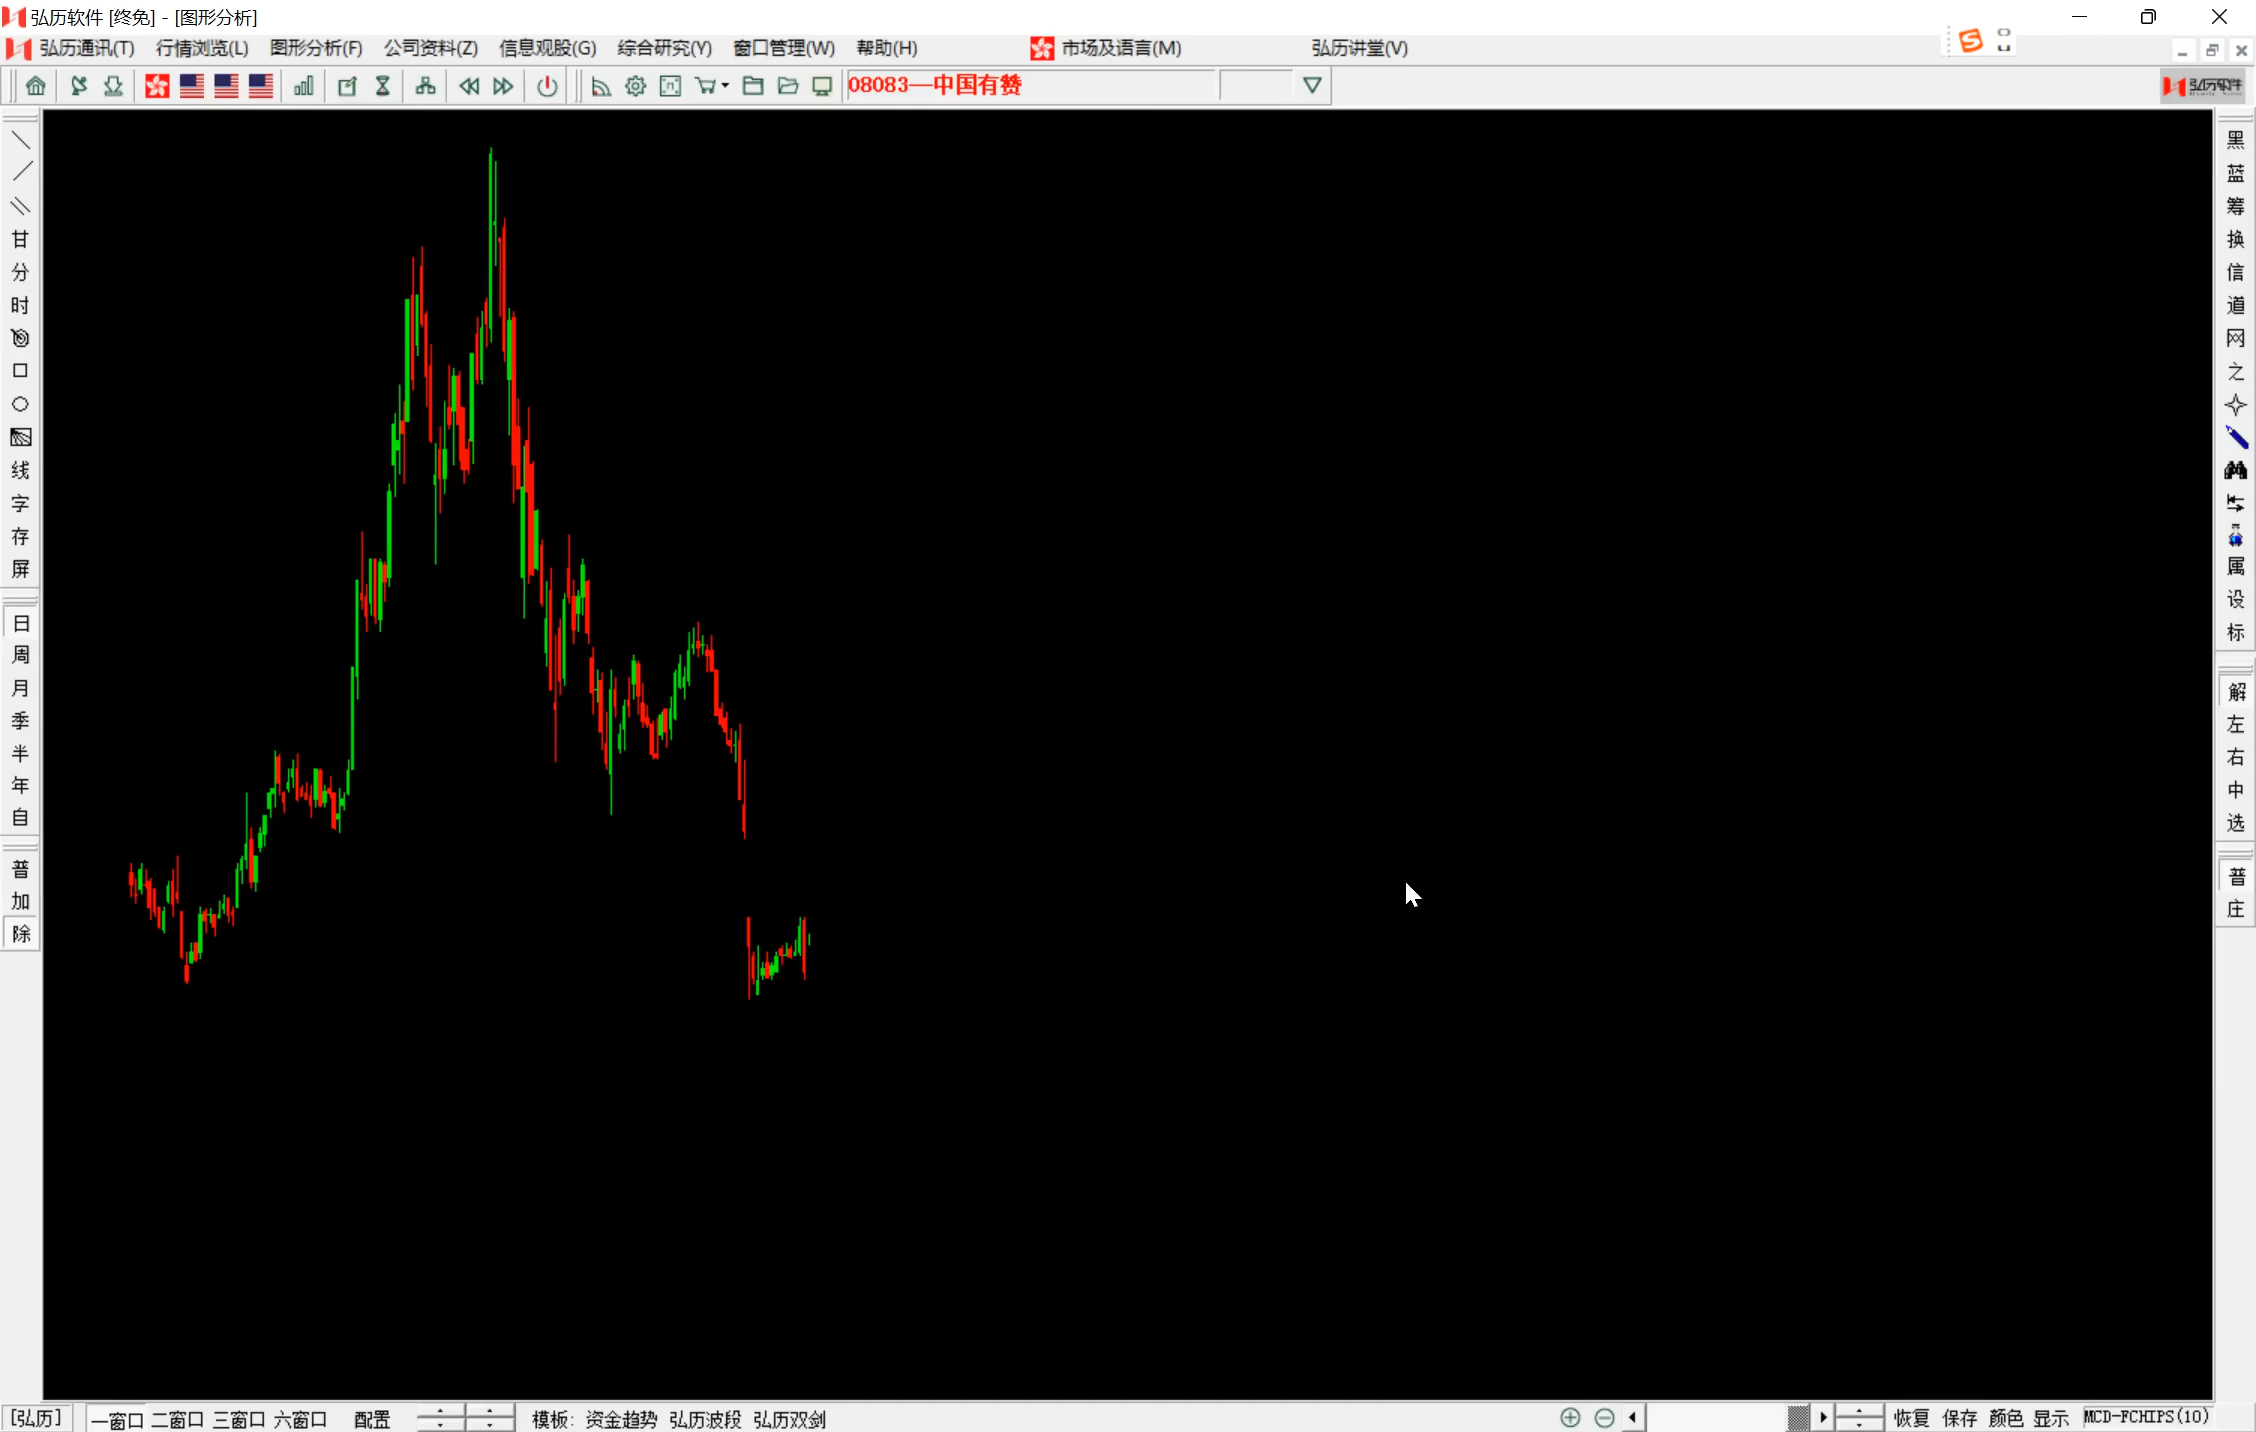 弘历软件 [终免] - [图形分析]
弘历通讯(T) 行情浏览(L) 图形分析(F) 公司资料(Z) 信息观股(G) 综合研究(Y) 窗口管理(W) 帮助(H) 市场及语言(M) 弘历讲堂(V)
08083—中国有赞 弘历软件
甘
分
时
线
字
存
屏
日
周
月
季
半
年
自
普
加
除
黑
蓝
筹
换
信
道
网
之
属
设
标
解
左
右
中
选
普
庄
[弘历] 一窗口 二窗口 三窗口 六窗口 配置 模板: 资金趋势 弘历波段 弘历双剑 恢复 保存 颜色 显示 MCD-FCHIPS(10)